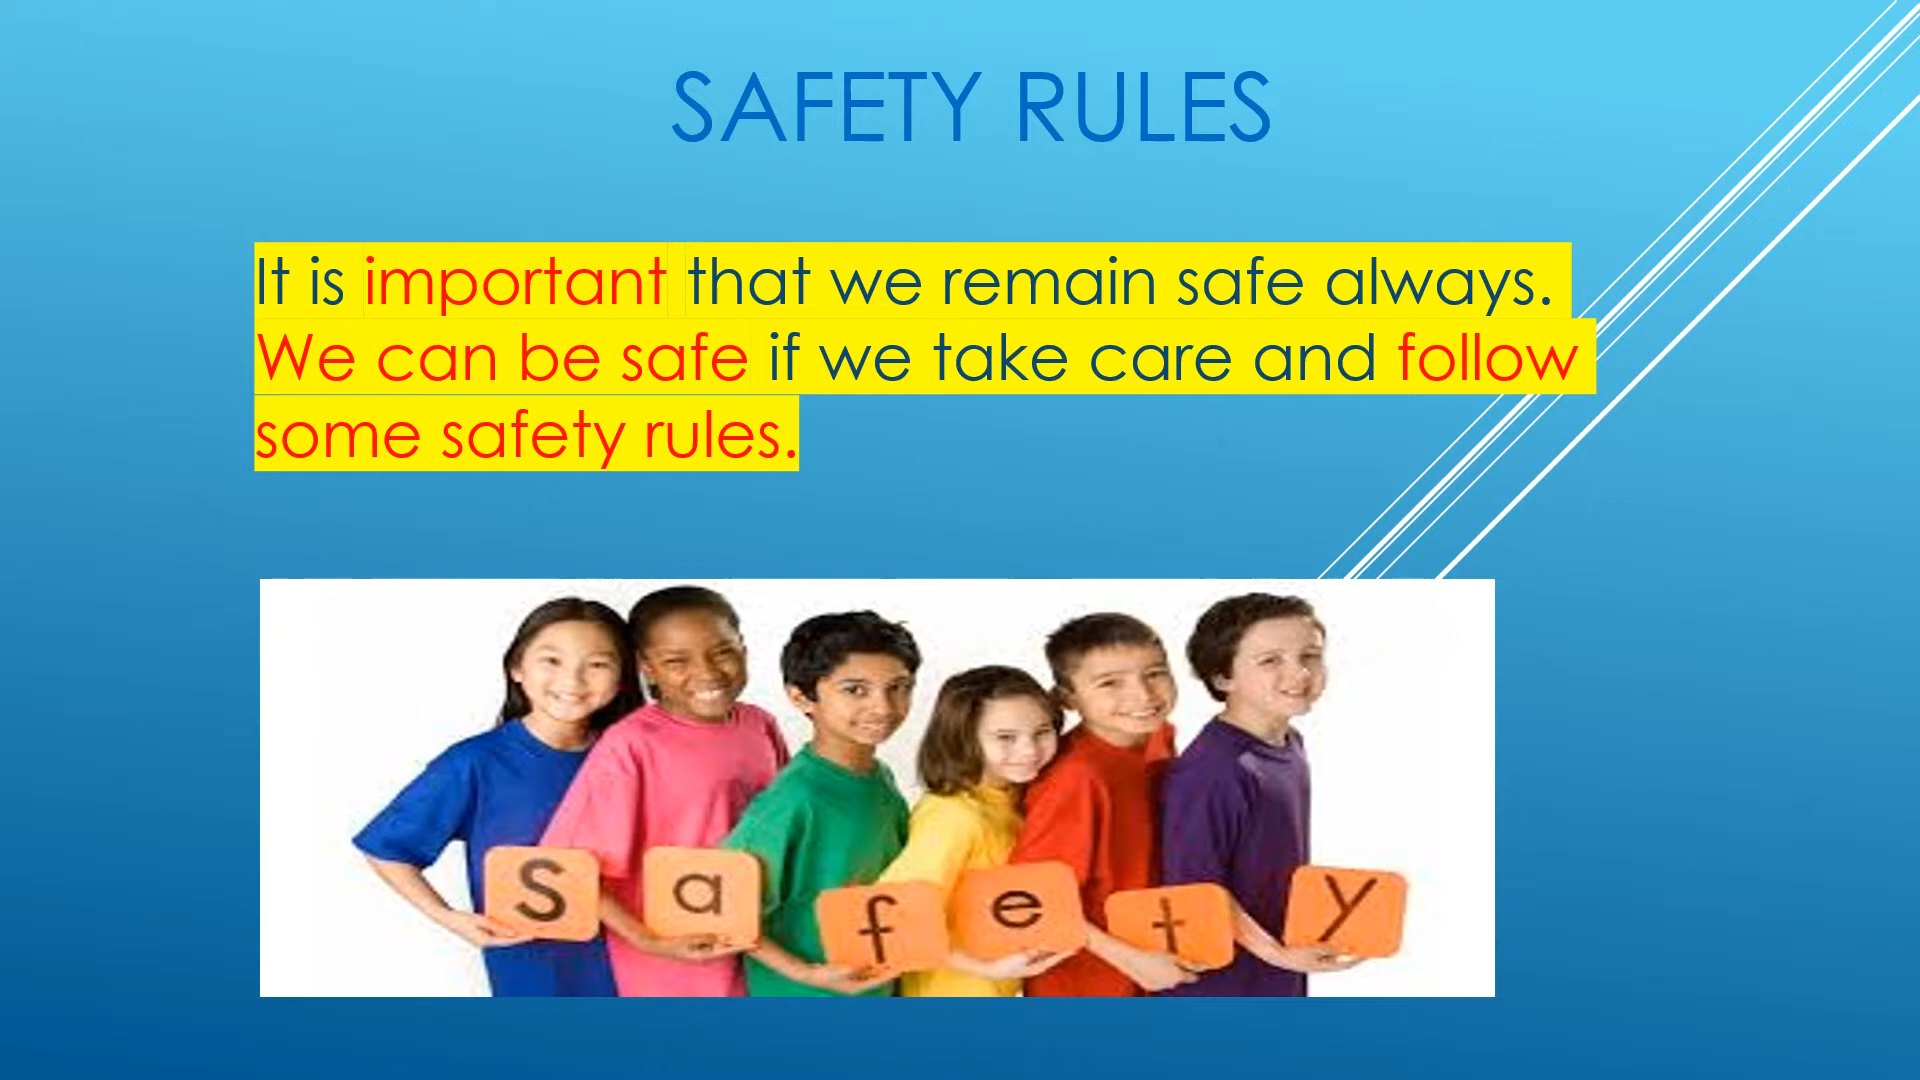 SAFETY RULES
It is important that we remain safe always.
We can be safe if we take care and follow
some safety rules.
s a f e t y